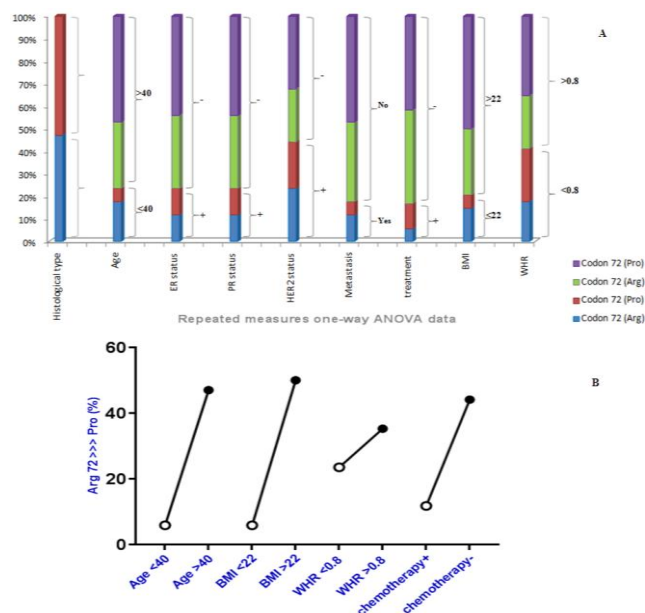 A
100%
90%
80%
70%
60%
50%
40%
30%
20%
10%
0%
>40
≤40
-
+
-
+
-
+
No
Yes
-
+
>22
≤22
>0.8
<0.8
Histological type
Age
ER status
PR status
HER2 status
Metastasis
treatment
BMI
WHR
Codon 72 (Pro)
Codon 72 (Arg)
Codon 72 (Pro)
Codon 72 (Arg)
Repeated measures one-way ANOVA data
B
Arg 72 >>> Pro (%)
60
40
20
0
Age <40
Age >40
BMI <22
BMI >22
WHR <0.8
WHR >0.8
chemotherapy+
chemotherapy-